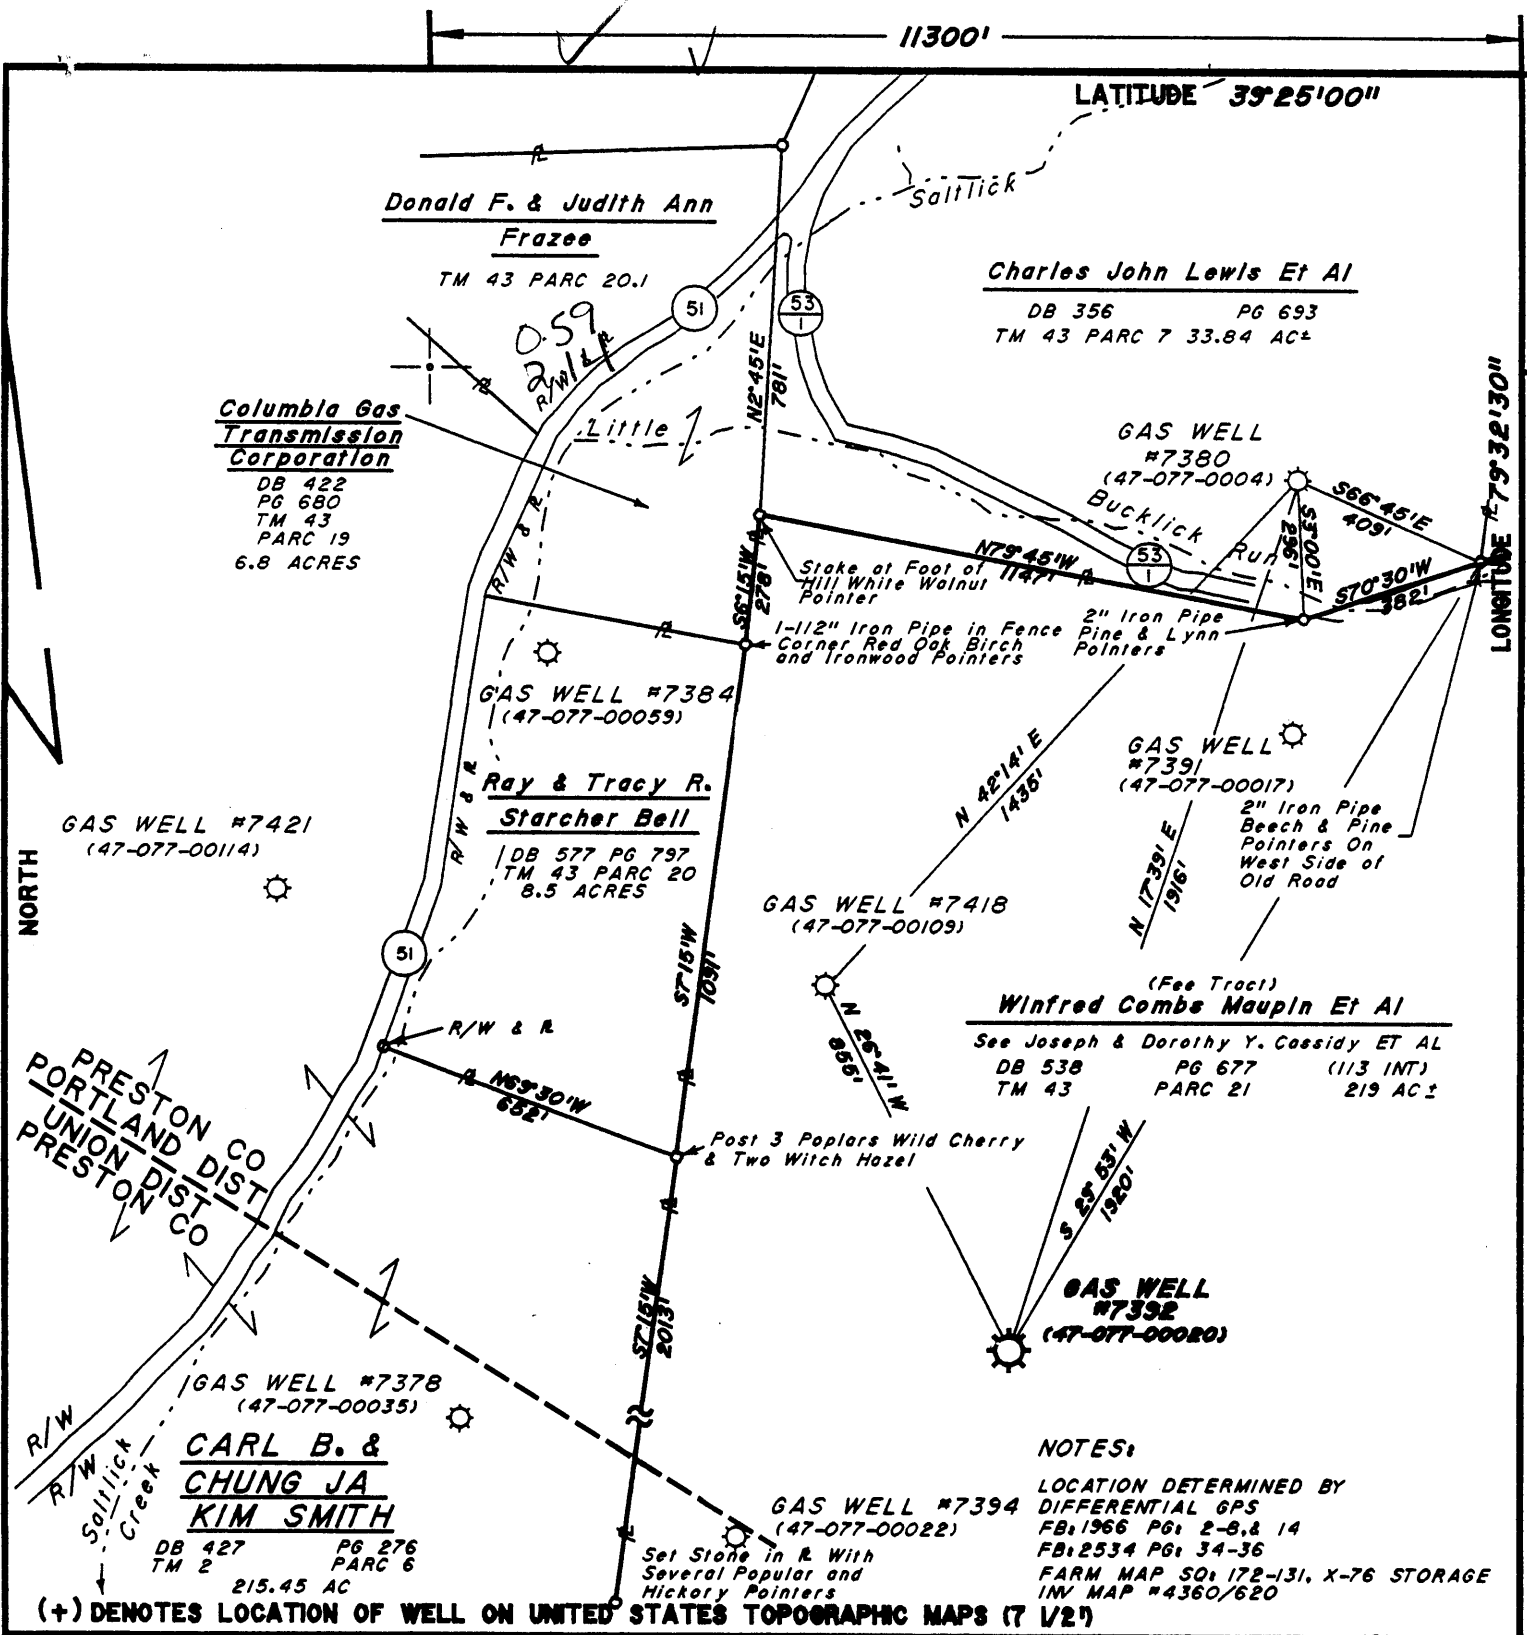 11300'
LATITUDE 39°25'00"
Saltlick
Donald F. & Judith Ann
Frazee
TM 43 PARC 20.1
Charles John Lewis Et Al
DB 356 PG 693
TM 43 PARC 7 33.84 AC±
51
53
1
0.59
R/W & ℞
N2°45'E
781'
Columbia Gas
Transmission
Corporation
DB 422
PG 680
TM 43
PARC 19
6.8 ACRES
Little
GAS WELL
#7380
(47-077-0004)
LONGITUDE 79°32'30"
S66°45'E
409'
S3°00'E
296'
Bucklick
Run
53
1
N79°45'W
1147'
S70°30'W
382'
R/W & ℞
S6°15'W
278'
Stake at Foot of
Hill White Walnut
Pointer
1-112" Iron Pipe in Fence
Corner Red Oak Birch
and Ironwood Pointers
2" Iron Pipe
Pine & Lynn
Pointers
GAS WELL #7384
(47-077-00059)
GAS WELL
#7391
(47-077-00017)
N 42°14' E
1435'
2" Iron Pipe
Beech & Pine
Pointers On
West Side of
Old Road
R/W & ℞
Ray & Tracy R.
Starcher Bell
DB 577 PG 797
TM 43 PARC 20
8.5 ACRES
GAS WELL #7421
(47-077-00114)
NORTH
N 17°39' E
1916'
GAS WELL #7418
(47-077-00109)
51
S7°15'W
1091'
(Fee Tract)
Winfred Combs Maupin Et Al
See Joseph & Dorothy Y. Cassidy ET AL
DB 538 PG 677 (113 INT)
TM 43 PARC 21 219 AC ±
N 26°41' W
855'
R/W & ℞
N69°30'W
652'
PRESTON CO
PORTLAND DIST
UNION DIST
PRESTON CO
Post 3 Poplars Wild Cherry
& Two Witch Hazel
S 29°53' W
1920'
S7°15'W
2013'
GAS WELL
#7392
(47-077-00020)
GAS WELL #7378
(47-077-00035)
R/W
R/W
Saltlick
Creek
CARL B. &
CHUNG JA
KIM SMITH
DB 427 PG 276
TM 2 PARC 6
215.45 AC
GAS WELL #7394
(47-077-00022)
Set Stone in ℞ With
Several Popular and
Hickory Pointers
NOTES:
LOCATION DETERMINED BY
DIFFERENTIAL GPS
FB: 1966 PG: 2-8,& 14
FB: 2534 PG: 34-36
FARM MAP SQ: 172-131, X-76 STORAGE
INV MAP #4360/620
(+) DENOTES LOCATION OF WELL ON UNITED STATES TOPOGRAPHIC MAPS (7 1/2')